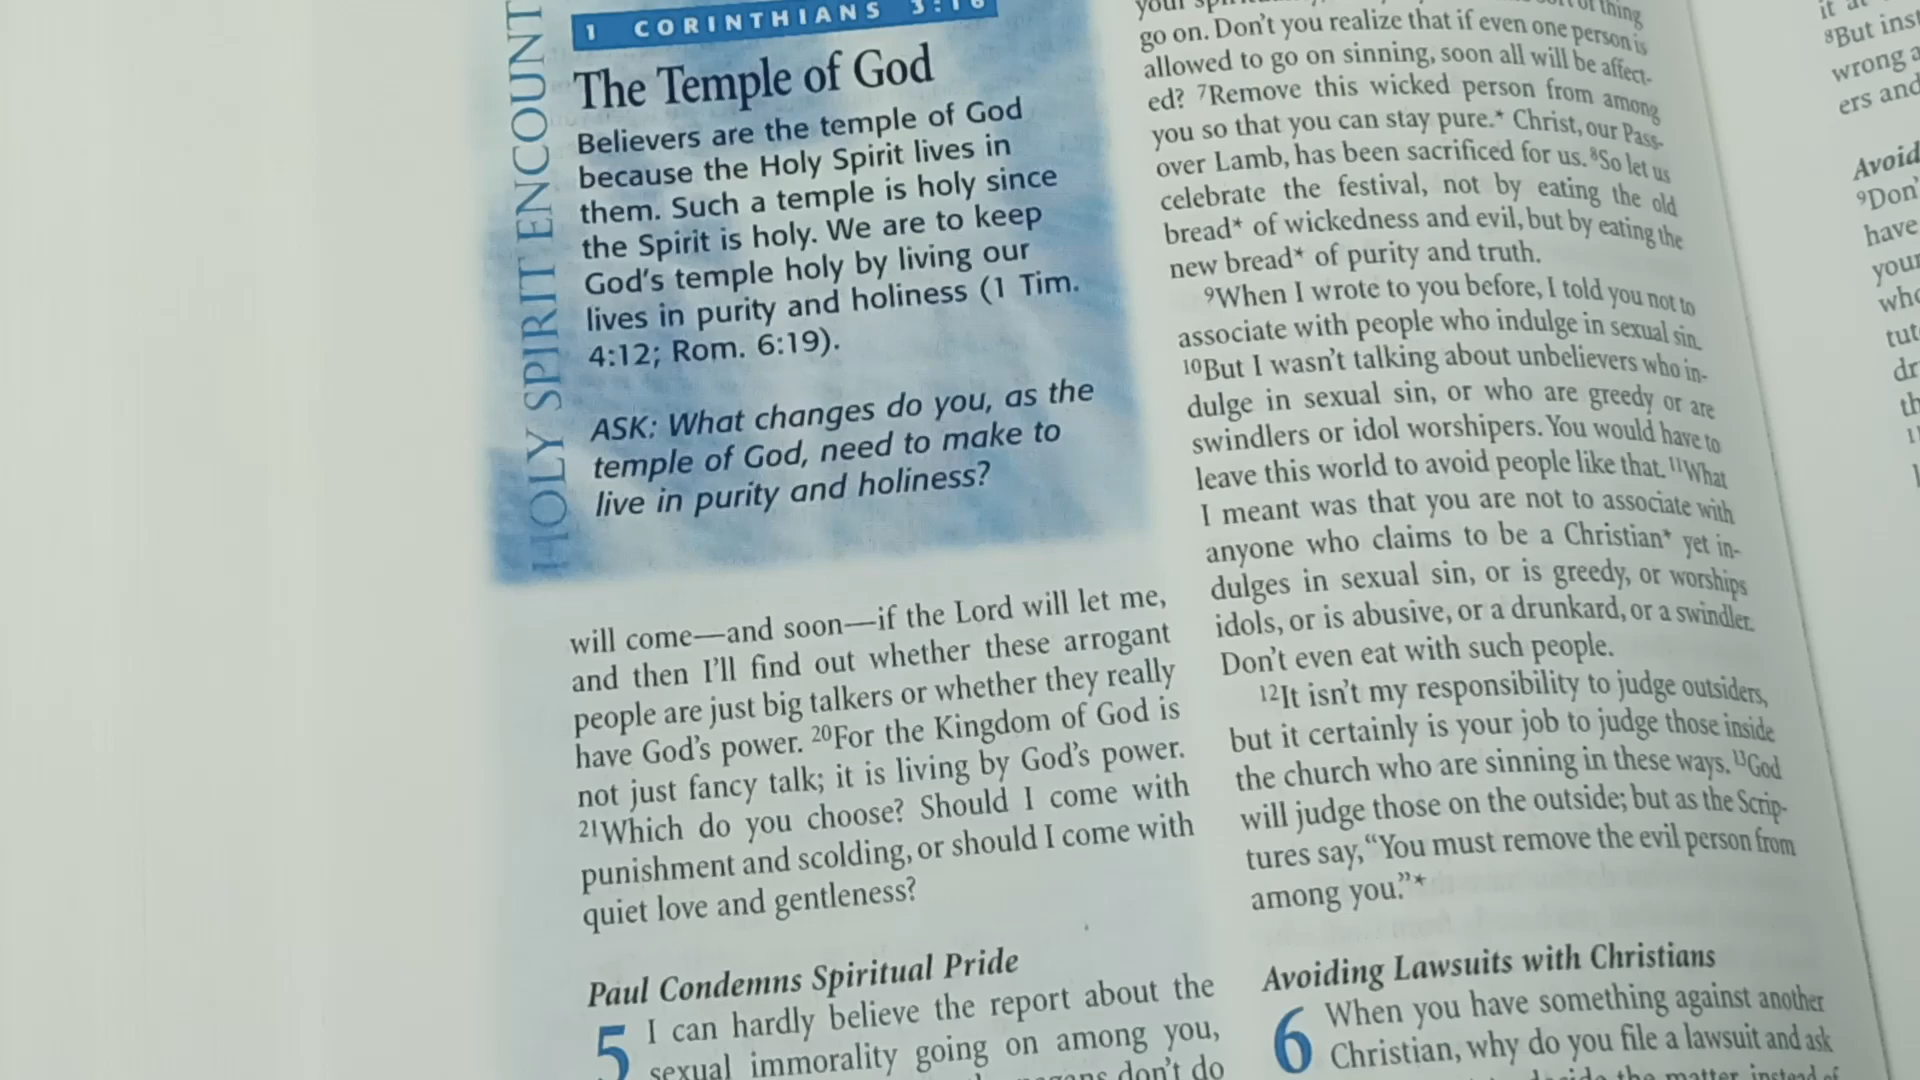 HOLY SPIRIT ENCOUNT
1 CORINTHIANS 3:16
The Temple of God
Believers are the temple of God
because the Holy Spirit lives in
them. Such a temple is holy since
the Spirit is holy. We are to keep
God's temple holy by living our
lives in purity and holiness (1 Tim.
4:12; Rom. 6:19).
ASK: What changes do you, as the
temple of God, need to make to
live in purity and holiness?
will come—and soon—if the Lord will let me,
and then I'll find out whether these arrogant
people are just big talkers or whether they really
have God's power. 20For the Kingdom of God is
not just fancy talk; it is living by God's power.
21Which do you choose? Should I come with
punishment and scolding, or should I come with
quiet love and gentleness?
Paul Condemns Spiritual Pride
5 I can hardly believe the report about the
sexual immorality going on among you,
don't do
your of thing
go on. Don't you realize that if even one person is
allowed to go on sinning, soon all will be affect-
ed? 7Remove this wicked person from among
you so that you can stay pure.* Christ, our Pass-
over Lamb, has been sacrificed for us. 8So let us
celebrate the festival, not by eating the old
bread* of wickedness and evil, but by eating the
new bread* of purity and truth.
9When I wrote to you before, I told you not to
associate with people who indulge in sexual sin.
10But I wasn't talking about unbelievers who in-
dulge in sexual sin, or who are greedy or are
swindlers or idol worshipers. You would have to
leave this world to avoid people like that. 11What
I meant was that you are not to associate with
anyone who claims to be a Christian* yet in-
dulges in sexual sin, or is greedy, or worships
idols, or is abusive, or a drunkard, or a swindler.
Don't even eat with such people.
12It isn't my responsibility to judge outsiders,
but it certainly is your job to judge those inside
the church who are sinning in these ways. 13God
will judge those on the outside; but as the Scrip-
tures say, "You must remove the evil person from
among you."*
Avoiding Lawsuits with Christians
6 When you have something against another
Christian, why do you file a lawsuit and ask
the matter instead of
it
8But inst
wrong a
ers and
Avoid
9Don'
have
your
who
tut
dr
th